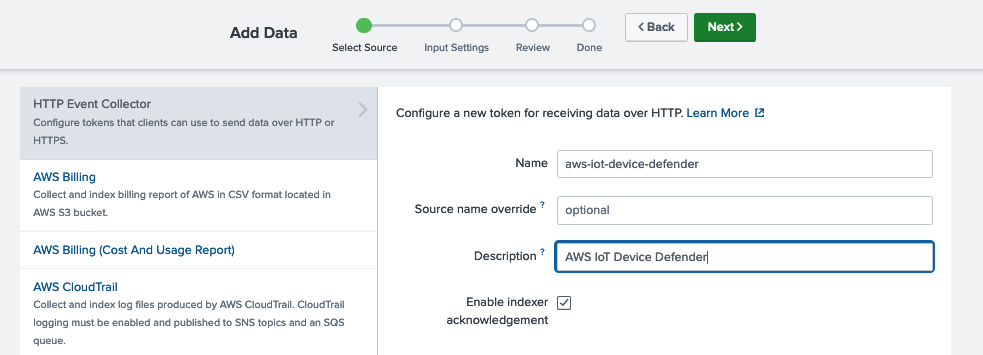 Add Data
Select Source
Input Settings
Review
Done
< Back
Next >
HTTP Event Collector
Configure tokens that clients can use to send data over HTTP or
HTTPS.
AWS Billing
Collect and index billing report of AWS in CSV format located in
AWS S3 bucket.
AWS Billing (Cost And Usage Report)
AWS CloudTrail
Collect and index log files produced by AWS CloudTrail. CloudTrail
logging must be enabled and published to SNS topics and an SQS
queue.
Configure a new token for receiving data over HTTP. Learn More
Name
aws-iot-device-defender
Source name override ?
optional
Description ?
AWS IoT Device Defender
Enable indexer
acknowledgement